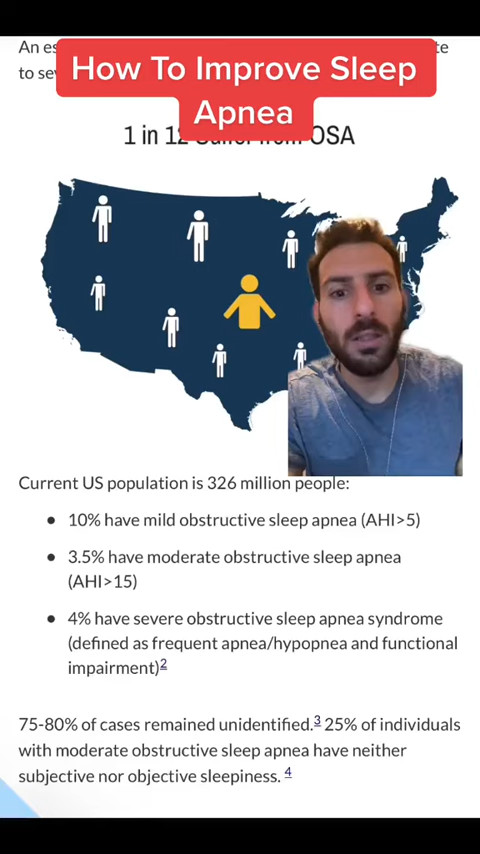 An es
te
to se
How To Improve Sleep
Apnea
1 in 12 OSA
Current US population is 326 million people:
• 10% have mild obstructive sleep apnea (AHI>5)
• 3.5% have moderate obstructive sleep apnea
(AHI>15)
• 4% have severe obstructive sleep apnea syndrome
(defined as frequent apnea/hypopnea and functional
impairment)2
75-80% of cases remained unidentified.3 25% of individuals
with moderate obstructive sleep apnea have neither
subjective nor objective sleepiness. 4